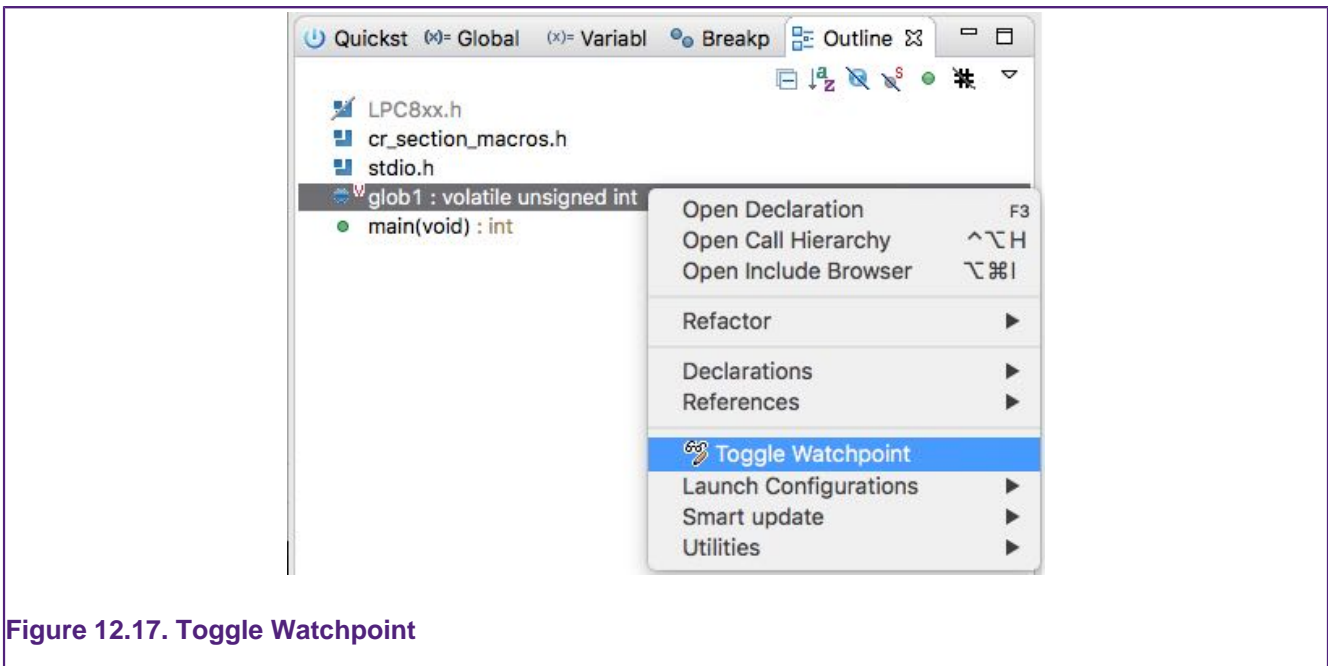 Quickst (x)= Global (x)= Variabl Breakp Outline
LPC8xx.h
cr_section_macros.h
stdio.h
glob1 : volatile unsigned int
main(void) : int
Open Declaration F3
Open Call Hierarchy ^⌥H
Open Include Browser ⌥⌘I
Refactor
Declarations
References
Toggle Watchpoint
Launch Configurations
Smart update
Utilities
Figure 12.17. Toggle Watchpoint